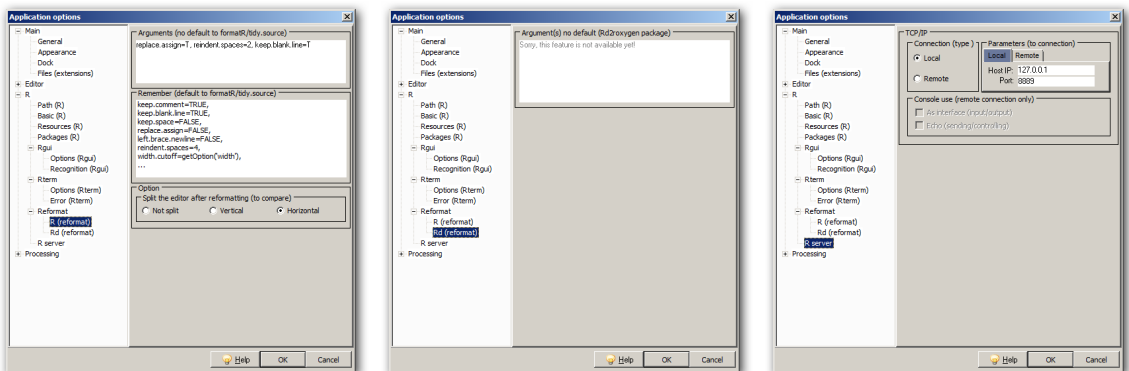 Application options
Main
General
Appearance
Dock
Files (extensions)
Editor
R
Path (R)
Basic (R)
Resources (R)
Packages (R)
Rgui
Options (Rgui)
Recognition (Rgui)
Rterm
Options (Rterm)
Error (Rterm)
Reformat
R (reformat)
Rd (reformat)
R server
Processing
Arguments (no default to formatR/tidy.source)
replace.assign=T, reindent.spaces=2, keep.blank.line=T
Remember (default to formatR/tidy.source)
keep.comment=TRUE,
keep.blank.line=TRUE,
keep.space=FALSE,
replace.assign=FALSE,
left.brace.newline=FALSE,
reindent.spaces=4,
width.cutoff=getOption('width'),
...
Option
Split the editor after reformatting (to compare)
Not split Vertical Horizontal
Help OK Cancel
Application options
Main
General
Appearance
Dock
Files (extensions)
Editor
R
Path (R)
Basic (R)
Resources (R)
Packages (R)
Rgui
Options (Rgui)
Recognition (Rgui)
Rterm
Options (Rterm)
Error (Rterm)
Reformat
R (reformat)
Rd (reformat)
R server
Processing
Argument(s) no default (Rd2roxygen package)
Sorry, this feature is not available yet!
Help OK Cancel
Application options
Main
General
Appearance
Dock
Files (extensions)
Editor
R
Path (R)
Basic (R)
Resources (R)
Packages (R)
Rgui
Options (Rgui)
Recognition (Rgui)
Rterm
Options (Rterm)
Error (Rterm)
Reformat
R (reformat)
Rd (reformat)
R server
Processing
TCP/IP
Connection (type )
Local
Remote
Parameters (to connection)
Local Remote
Host IP: 127.0.0.1
Port: 8889
Console use (remote connection only)
As interface (input/output)
Echo (sending/controlling)
Help OK Cancel